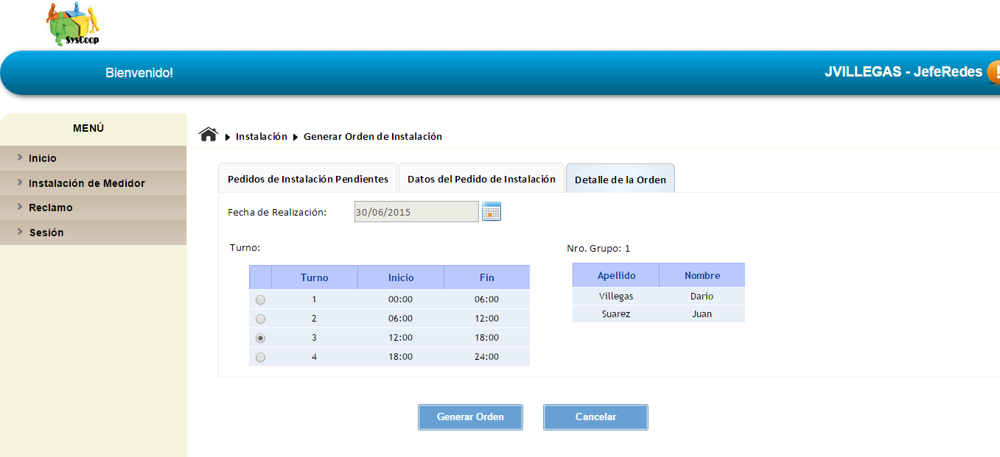 SysCoop
Bienvenido!
JVILLEGAS - JefeRedes
MENÚ
Inicio
Instalación de Medidor
Reclamo
Sesión
Instalación Generar Orden de Instalación
Pedidos de Instalación Pendientes Datos del Pedido de Instalación Detalle de la Orden
Fecha de Realización: 30/06/2015
Turno:
Turno Inicio Fin
1 00:00 06:00
2 06:00 12:00
3 12:00 18:00
4 18:00 24:00
Nro. Grupo: 1
Apellido Nombre
Villegas Dario
Suarez Juan
Generar Orden Cancelar